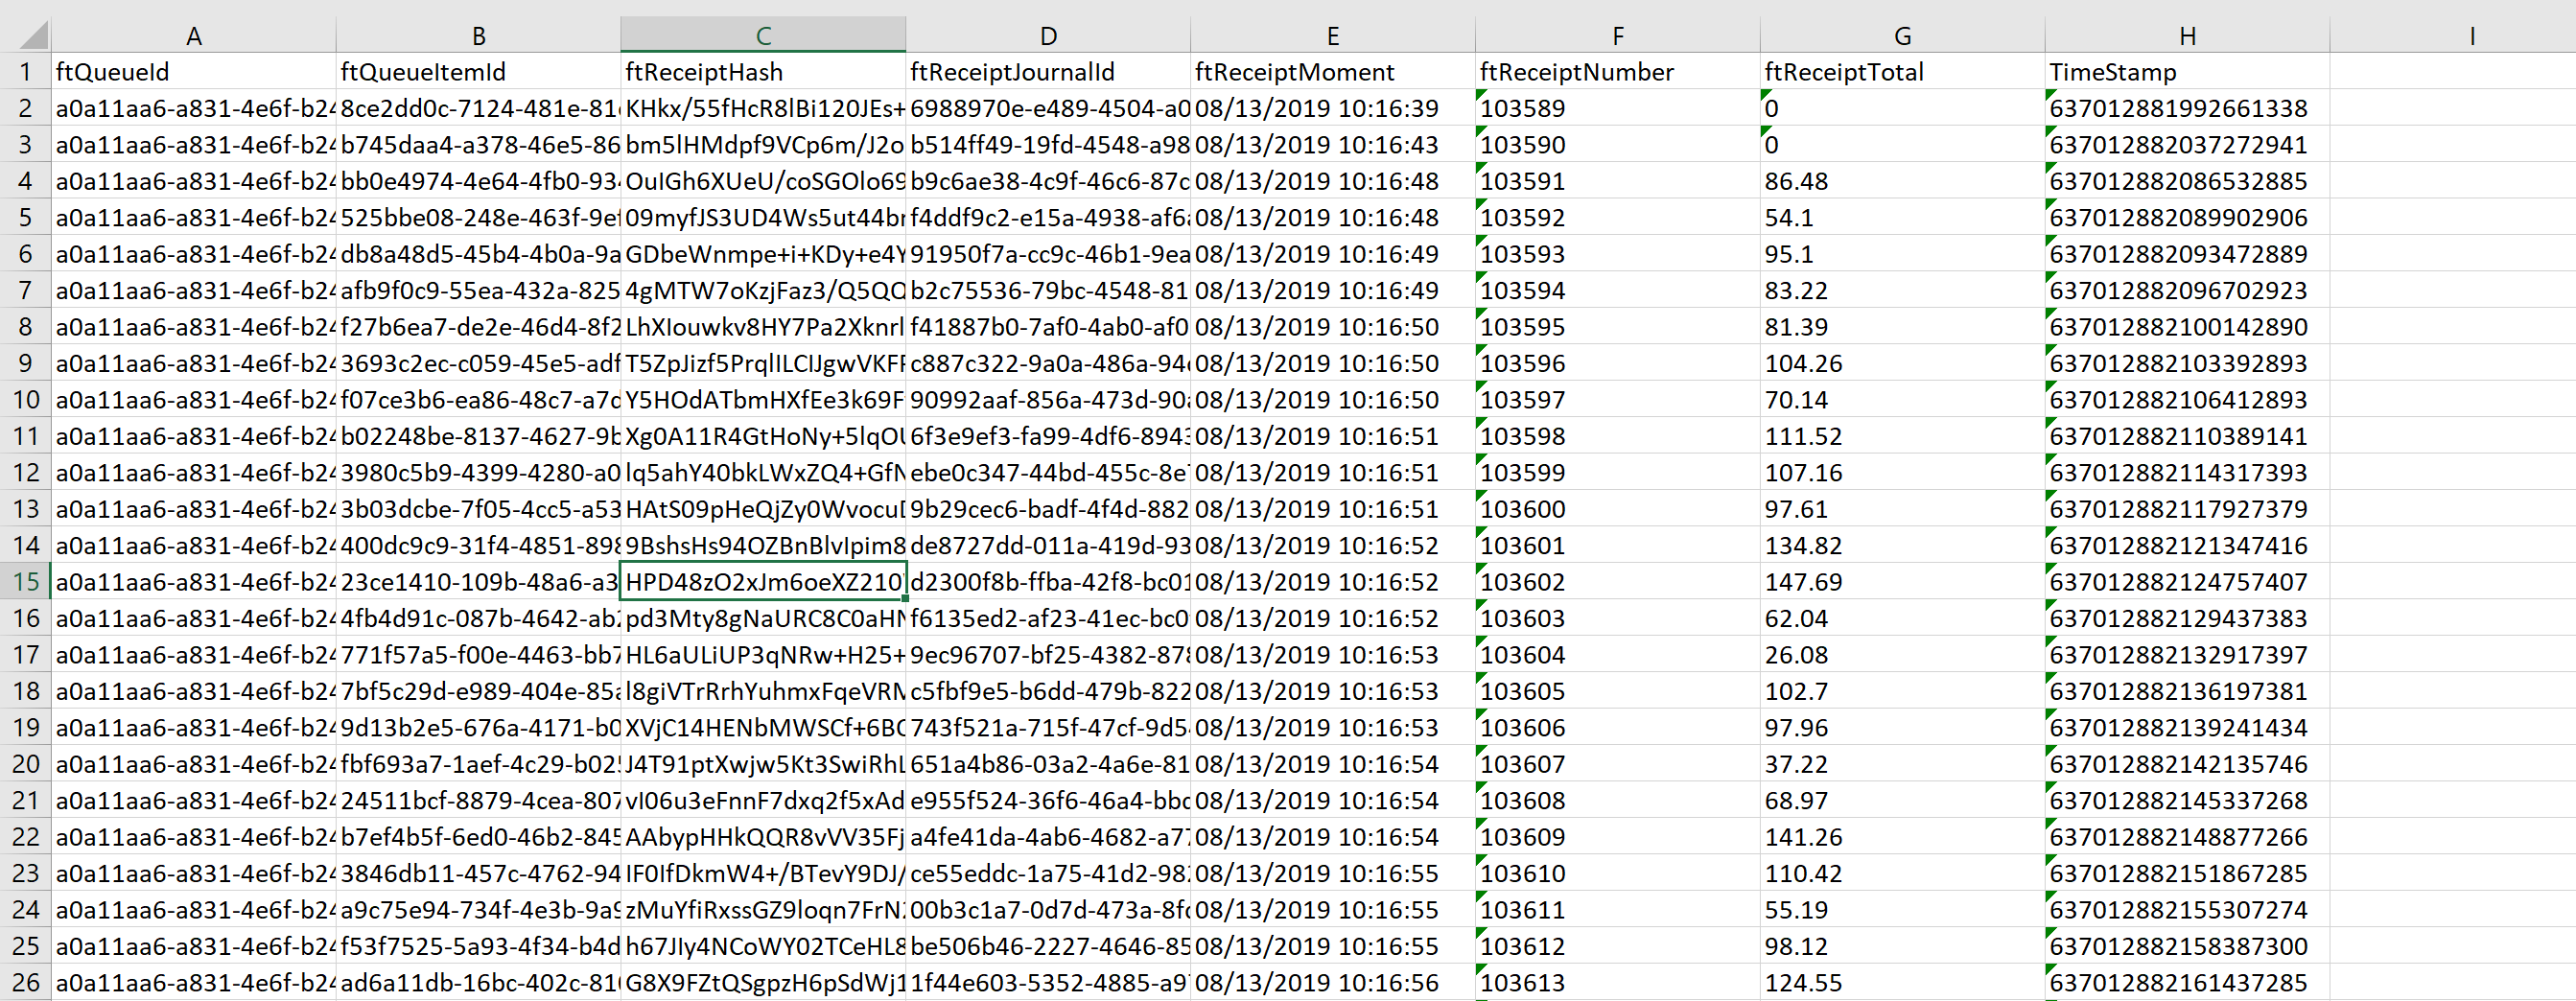 A B C D E F G H I
1 ftQueueId ftQueueItemId ftReceiptHash ftReceiptJournalId ftReceiptMoment ftReceiptNumber ftReceiptTotal TimeStamp
2 a0a11aa6-a831-4e6f-b24 8ce2dd0c-7124-481e-81 KHkx/55fHcR8lBi120JEs+ 6988970e-e489-4504-a0 08/13/2019 10:16:39 103589 0 637012881992661338
3 a0a11aa6-a831-4e6f-b24 b745daa4-a378-46e5-86 bm5lHMdpf9VCp6m/J2o b514ff49-19fd-4548-a98 08/13/2019 10:16:43 103590 0 637012882037272941
4 a0a11aa6-a831-4e6f-b24 bb0e4974-4e64-4fb0-934 OuIGh6XUeU/coSGOlo69 b9c6ae38-4c9f-46c6-87c 08/13/2019 10:16:48 103591 86.48 637012882086532885
5 a0a11aa6-a831-4e6f-b24 525bbe08-248e-463f-9ef 09myfJS3UD4Ws5ut44br f4ddf9c2-e15a-4938-af6a 08/13/2019 10:16:48 103592 54.1 637012882089902906
6 a0a11aa6-a831-4e6f-b24 db8a48d5-45b4-4b0a-9a GDbeWnmpe+i+KDy+e4Y 91950f7a-cc9c-46b1-9ea 08/13/2019 10:16:49 103593 95.1 637012882093472889
7 a0a11aa6-a831-4e6f-b24 afb9f0c9-55ea-432a-825 4gMTW7oKzjFaz3/Q5QQ b2c75536-79bc-4548-81 08/13/2019 10:16:49 103594 83.22 637012882096702923
8 a0a11aa6-a831-4e6f-b24 f27b6ea7-de2e-46d4-8f2 LhXIouwkv8HY7Pa2Xknrl f41887b0-7af0-4ab0-af0 08/13/2019 10:16:50 103595 81.39 637012882100142890
9 a0a11aa6-a831-4e6f-b24 3693c2ec-c059-45e5-adf T5ZpJizf5PrqlILCIJgwVKFF c887c322-9a0a-486a-94 08/13/2019 10:16:50 103596 104.26 637012882103392893
10 a0a11aa6-a831-4e6f-b24 f07ce3b6-ea86-48c7-a7d Y5HOdATbmHXfEe3k69F 90992aaf-856a-473d-90a 08/13/2019 10:16:50 103597 70.14 637012882106412893
11 a0a11aa6-a831-4e6f-b24 b02248be-8137-4627-9b Xg0A11R4GtHoNy+5lqOU 6f3e9ef3-fa99-4df6-8943 08/13/2019 10:16:51 103598 111.52 637012882110389141
12 a0a11aa6-a831-4e6f-b24 3980c5b9-4399-4280-a0 lq5ahY40bkLWxZQ4+GfN ebe0c347-44bd-455c-8e 08/13/2019 10:16:51 103599 107.16 637012882114317393
13 a0a11aa6-a831-4e6f-b24 3b03dcbe-7f05-4cc5-a53 HAtS09pHeQjZy0Wvocu 9b29cec6-badf-4f4d-882 08/13/2019 10:16:51 103600 97.61 637012882117927379
14 a0a11aa6-a831-4e6f-b24 400dc9c9-31f4-4851-898 9BshsHs94OZBnBlvIpim8 de8727dd-011a-419d-93 08/13/2019 10:16:52 103601 134.82 637012882121347416
15 a0a11aa6-a831-4e6f-b24 23ce1410-109b-48a6-a3 HPD48zO2xJm6oeXZ210 d2300f8b-ffba-42f8-bc01 08/13/2019 10:16:52 103602 147.69 637012882124757407
16 a0a11aa6-a831-4e6f-b24 4fb4d91c-087b-4642-ab2 pd3Mty8gNaURC8C0aHN f6135ed2-af23-41ec-bc0 08/13/2019 10:16:52 103603 62.04 637012882129437383
17 a0a11aa6-a831-4e6f-b24 771f57a5-f00e-4463-bb7 HL6aULiUP3qNRw+H25+ 9ec96707-bf25-4382-878 08/13/2019 10:16:53 103604 26.08 637012882132917397
18 a0a11aa6-a831-4e6f-b24 7bf5c29d-e989-404e-85a l8giVTrRrhYuhmxFqeVRM c5fbf9e5-b6dd-479b-822 08/13/2019 10:16:53 103605 102.7 637012882136197381
19 a0a11aa6-a831-4e6f-b24 9d13b2e5-676a-4171-b0 XVjC14HENbMWSCf+6BC 743f521a-715f-47cf-9d54 08/13/2019 10:16:53 103606 97.96 637012882139241434
20 a0a11aa6-a831-4e6f-b24 fbf693a7-1aef-4c29-b025 J4T91ptXwjw5Kt3SwiRhL 651a4b86-03a2-4a6e-81 08/13/2019 10:16:54 103607 37.22 637012882142135746
21 a0a11aa6-a831-4e6f-b24 24511bcf-8879-4cea-807 vI06u3eFnnF7dxq2f5xAd e955f524-36f6-46a4-bbc 08/13/2019 10:16:54 103608 68.97 637012882145337268
22 a0a11aa6-a831-4e6f-b24 b7ef4b5f-6ed0-46b2-845 AAbypHHkQQR8vVV35Fj a4fe41da-4ab6-4682-a77 08/13/2019 10:16:54 103609 141.26 637012882148877266
23 a0a11aa6-a831-4e6f-b24 3846db11-457c-4762-94 IF0IfDkmW4+/BTevY9DJ/ ce55eddc-1a75-41d2-982 08/13/2019 10:16:55 103610 110.42 637012882151867285
24 a0a11aa6-a831-4e6f-b24 a9c75e94-734f-4e3b-9a9 zMuYfiRxssGZ9loqn7FrN 00b3c1a7-0d7d-473a-8f 08/13/2019 10:16:55 103611 55.19 637012882155307274
25 a0a11aa6-a831-4e6f-b24 f53f7525-5a93-4f34-b4d h67JIy4NCoWY02TCeHL8 be506b46-2227-4646-85 08/13/2019 10:16:55 103612 98.12 637012882158387300
26 a0a11aa6-a831-4e6f-b24 ad6a11db-16bc-402c-81 G8X9FZtQSgpzH6pSdWj1 1f44e603-5352-4885-a9 08/13/2019 10:16:56 103613 124.55 637012882161437285